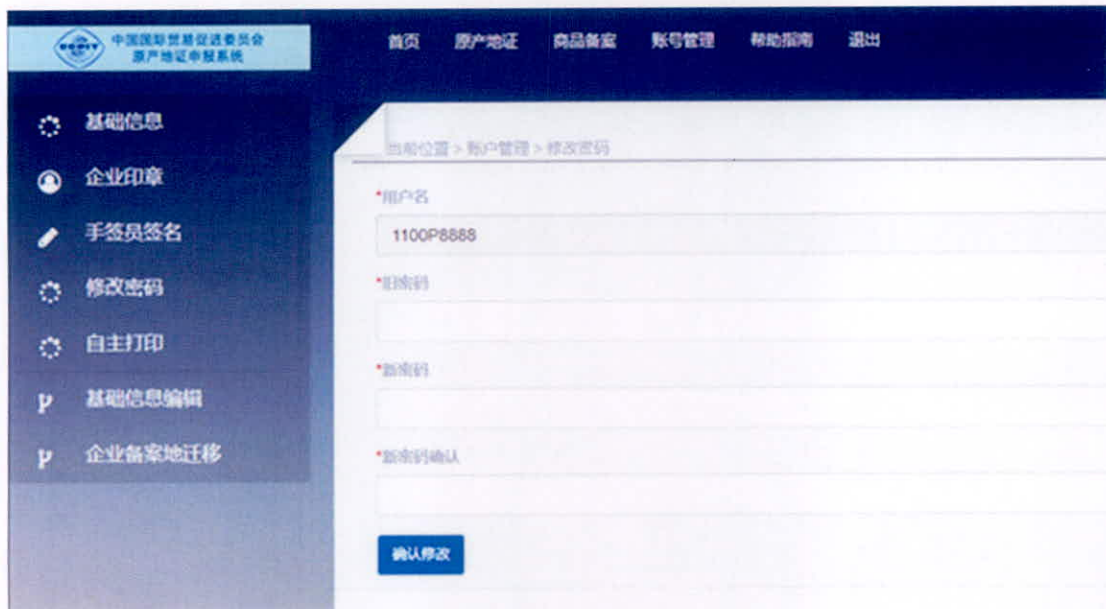 CCPIT
中国国际贸易促进委员会
原产地证申报系统
首页 原产地证 商品备案 账号管理 帮助指南 退出
基础信息
企业印章
手签员签名
修改密码
自主打印
基础信息编辑
企业备案地迁移
当前位置 > 账户管理 > 修改密码
*用户名
1100P8888
*旧密码
*新密码
*新密码确认
确认修改